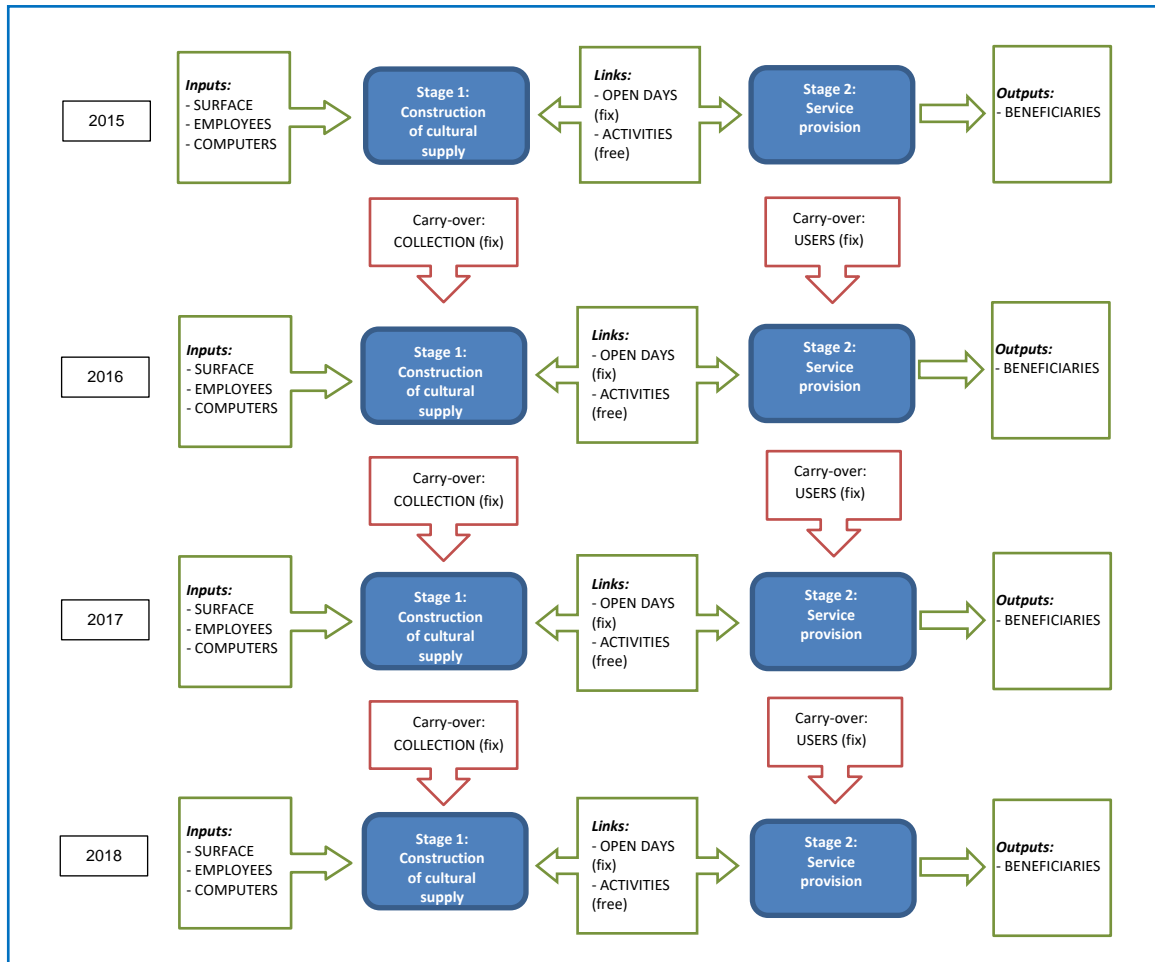 2015
Inputs:
- SURFACE
- EMPLOYEES
- COMPUTERS
Stage 1:
Construction
of cultural
supply
Links:
- OPEN DAYS
(fix)
- ACTIVITIES
(free)
Stage 2:
Service
provision
Outputs:
- BENEFICIARIES
Carry-over:
COLLECTION (fix)
Carry-over:
USERS (fix)
2016
Inputs:
- SURFACE
- EMPLOYEES
- COMPUTERS
Stage 1:
Construction
of cultural
supply
Links:
- OPEN DAYS
(fix)
- ACTIVITIES
(free)
Stage 2:
Service
provision
Outputs:
- BENEFICIARIES
Carry-over:
COLLECTION (fix)
Carry-over:
USERS (fix)
2017
Inputs:
- SURFACE
- EMPLOYEES
- COMPUTERS
Stage 1:
Construction
of cultural
supply
Links:
- OPEN DAYS
(fix)
- ACTIVITIES
(free)
Stage 2:
Service
provision
Outputs:
- BENEFICIARIES
Carry-over:
COLLECTION (fix)
Carry-over:
USERS (fix)
2018
Inputs:
- SURFACE
- EMPLOYEES
- COMPUTERS
Stage 1:
Construction
of cultural
supply
Links:
- OPEN DAYS
(fix)
- ACTIVITIES
(free)
Stage 2:
Service
provision
Outputs:
- BENEFICIARIES